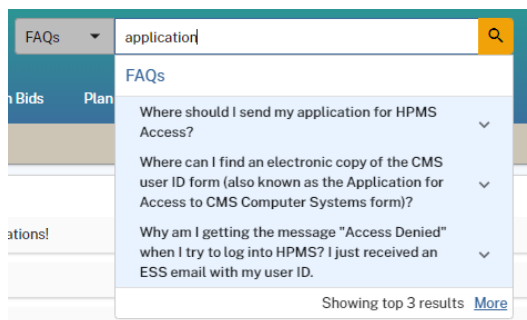 FAQs
application
FAQs
n Bids
Plan
Where should I send my application for HPMS
Access?
Where can I find an electronic copy of the CMS
user ID form (also known as the Application for
Access to CMS Computer Systems form)?
ations!
Why am I getting the message "Access Denied"
when I try to log into HPMS? I just received an
ESS email with my user ID.
Showing top 3 results More